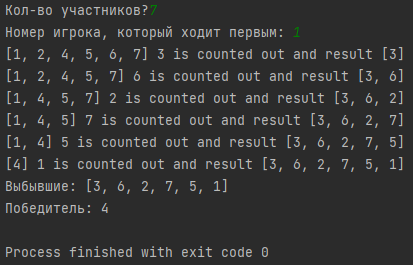 Кол-во участников?7
Номер игрока, который ходит первым: 1
[1, 2, 4, 5, 6, 7] 3 is counted out and result [3]
[1, 2, 4, 5, 7] 6 is counted out and result [3, 6]
[1, 4, 5, 7] 2 is counted out and result [3, 6, 2]
[1, 4, 5] 7 is counted out and result [3, 6, 2, 7]
[1, 4] 5 is counted out and result [3, 6, 2, 7, 5]
[4] 1 is counted out and result [3, 6, 2, 7, 5, 1]
Выбывшие: [3, 6, 2, 7, 5, 1]
Победитель: 4
Process finished with exit code 0